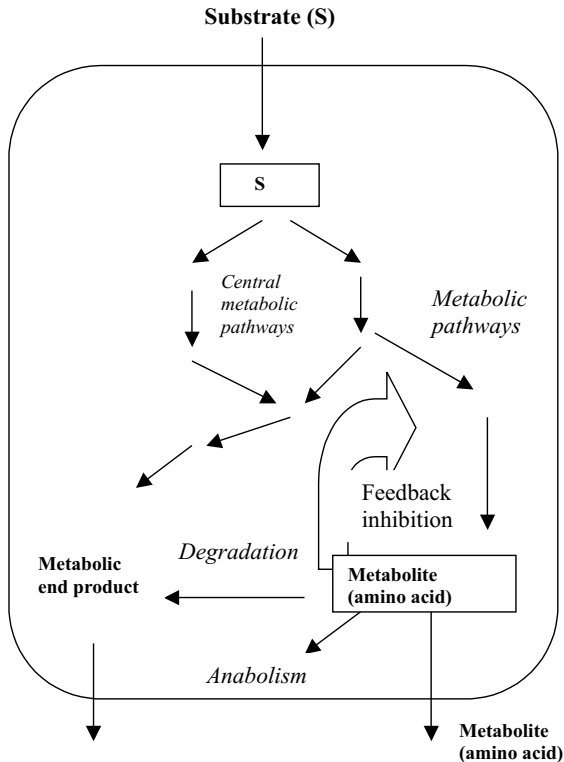 Substrate (S)
S
Central
metabolic
pathways
Metabolic
pathways
Feedback
inhibition
Degradation
Metabolic
end product
Metabolite
(amino acid)
Anabolism
Metabolite
(amino acid)